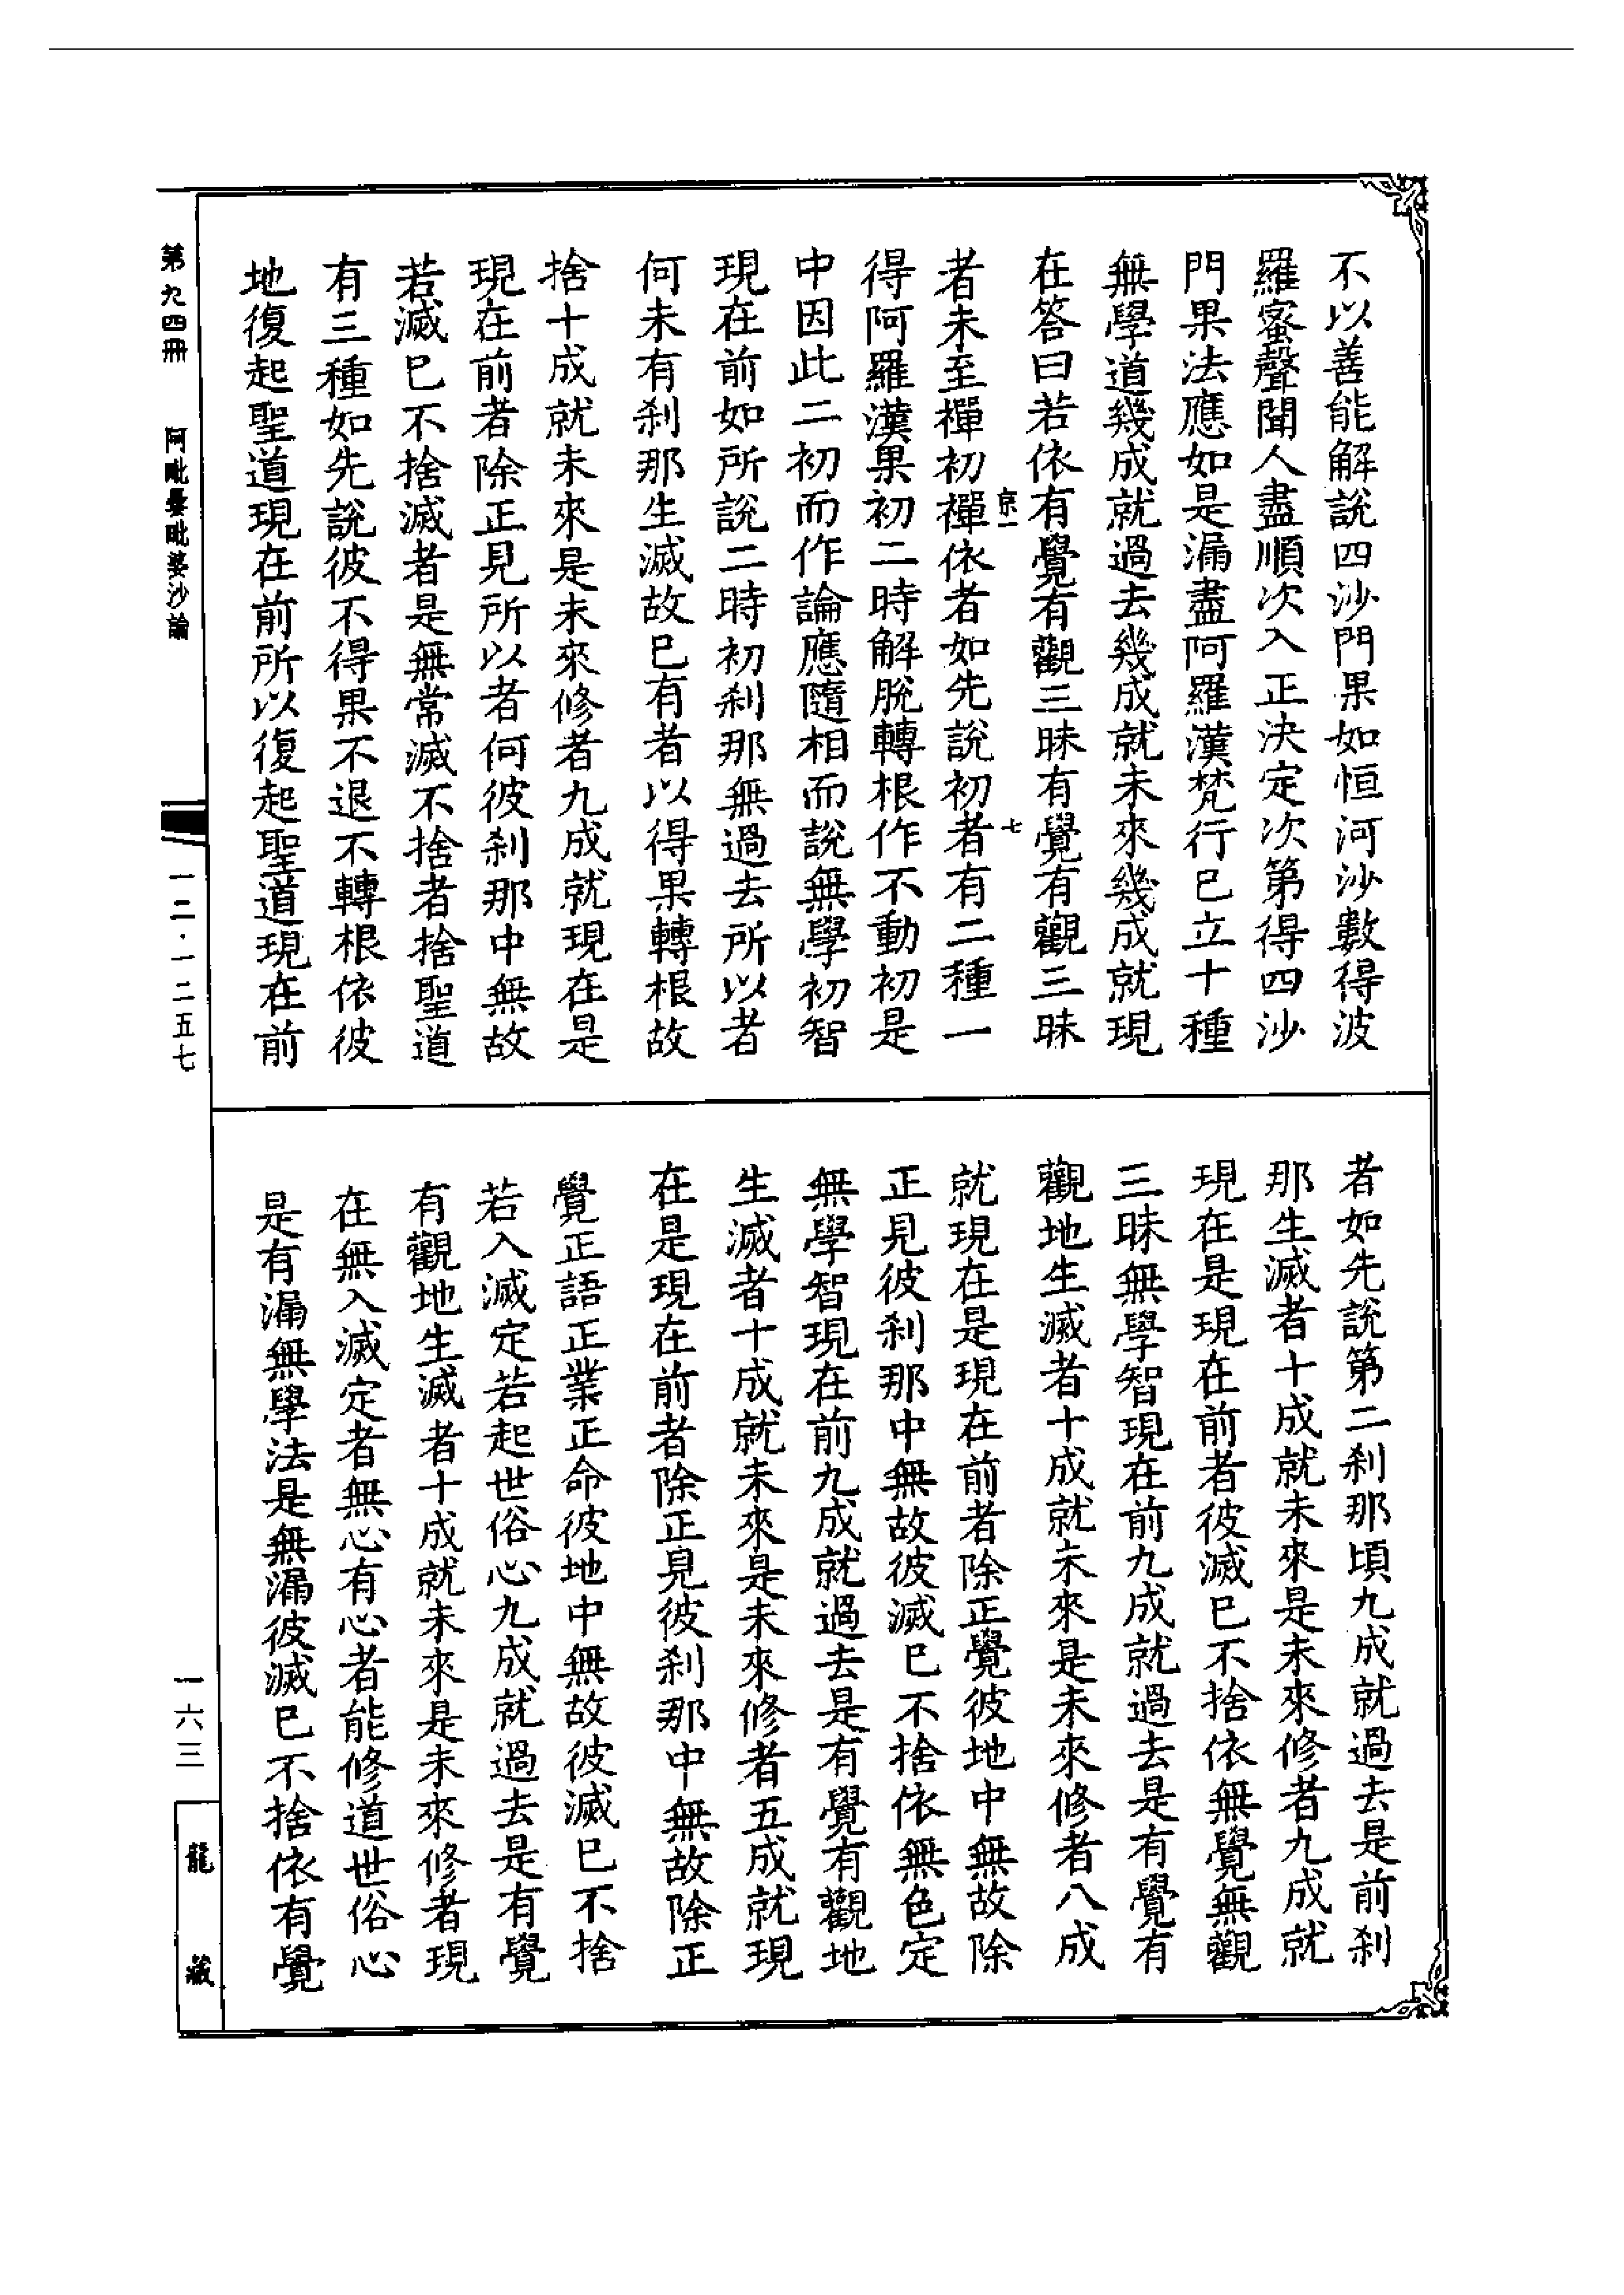 不以善能解說四沙門果如恒河沙數得波
羅蜜聲聞人盡順次入正決定次第得四沙
門果法應如是漏盡阿羅漢梵行已立十種
無學道幾成就過去幾成就未來幾成就現
在答曰若依有覺有觀三昧有覺有觀三昧
京一
七
者未至禪初禪依者如先說初者有二種一
得阿羅漢果初二時解脫轉根作不動初是
中因此二初而作論應隨相而說無學初智
現在前如所說二時初剎那無過去所以者
何未有剎那生滅故已有者以得果轉根故
捨十成就未來是未來修者九成就現在是
現在前者除正見所以者何彼剎那中無故
若滅已不捨滅者是無常滅不捨者捨聖道
有三種如先說彼不得果不退不轉根依彼
地復起聖道現在前所以復起聖道現在前
者如先說第二剎那頃九成就過去是前剎
那生滅者十成就未來是未來修者九成就
現在是現在前者彼滅已不捨依無覺無觀
三昧無學智現在前九成就過去是有覺有
觀地生滅者十成就未來是未來修者八成
就現在是現在前者除正覺彼地中無故除
正見彼剎那中無故彼滅已不捨依無色定
無學智現在前九成就過去是有覺有觀地
生滅者十成就未來是未來修者五成就現
在是現在前者除正見彼剎那中無故除正
覺正語正業正命彼地中無故彼滅已不捨
若入滅定若起世俗心九成就過去是有覺
有觀地生滅者十成就未來是未來修者現
在無入滅定者無心有心者能修道世俗心
是有漏無學法是無漏彼滅已不捨依有覺
第九四冊
阿毗曇毗婆沙論
一二·一二五七
一六三
龍藏